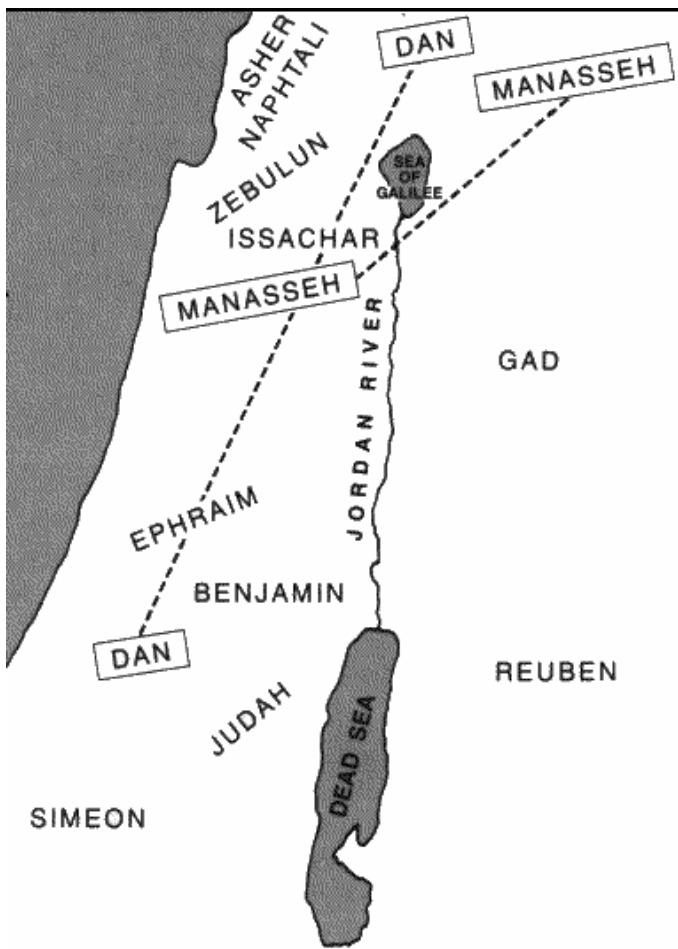 ASHER
NAPHTALI
DAN
MANASSEH
ZEBULUN
SEA
OF
GALILEE
ISSACHAR
MANASSEH
JORDAN RIVER
GAD
EPHRAIM
BENJAMIN
DAN
REUBEN
JUDAH
DEAD SEA
SIMEON